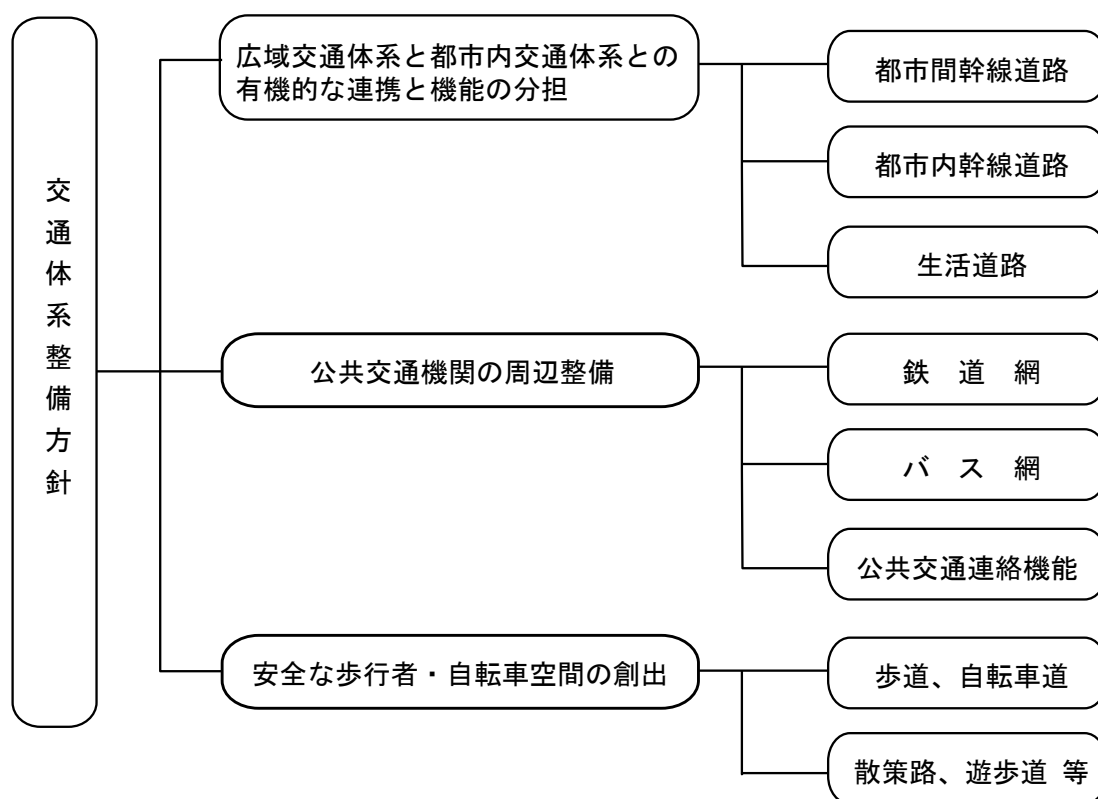 交通体系整備方針
広域交通体系と都市内交通体系との
有機的な連携と機能の分担
都市間幹線道路
都市内幹線道路
生活道路
公共交通機関の周辺整備
鉄 道 網
バ ス 網
公共交通連絡機能
安全な歩行者・自転車空間の創出
歩道、自転車道
散策路、遊歩道 等